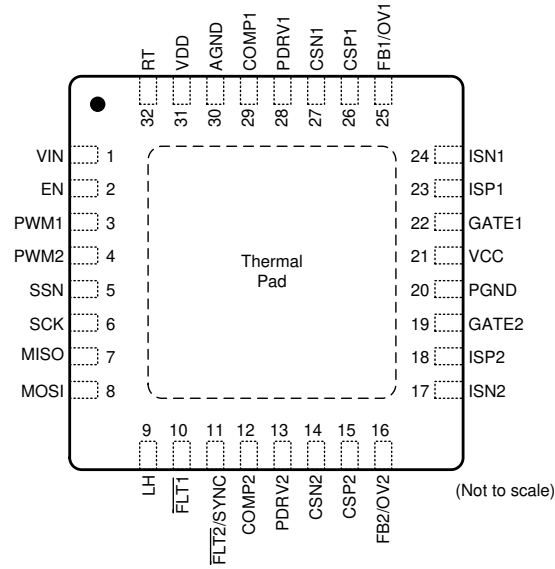 RT
VDD
AGND
COMP1
PDRV1
CSN1
CSP1
FB1/OV1
32
31
30
29
28
27
26
25
VIN 1
EN 2
PWM1 3
PWM2 4
SSN 5
SCK 6
MISO 7
MOSI 8
Thermal
Pad
24 ISN1
23 ISP1
22 GATE1
21 VCC
20 PGND
19 GATE2
18 ISP2
17 ISN2
9
10
11
12
13
14
15
16
LH
FLT1
FLT2/SYNC
COMP2
PDRV2
CSN2
CSP2
FB2/OV2
(Not to scale)